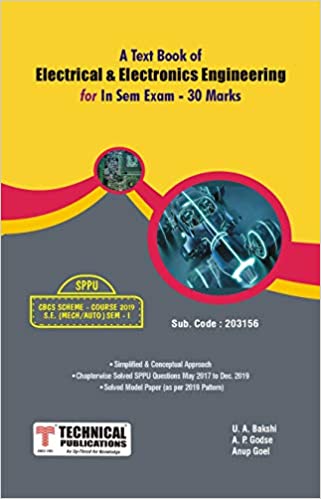 A Text Book of
Electrical & Electronics Engineering
for In Sem Exam - 30 Marks
SPPU
CBCS SCHEME - COURSE 2019
S.E. (MECH/AUTO) SEM - I
Sub. Code : 203156
• Simplified & Conceptual Approach
• Chapterwise Solved SPPU Questions May 2017 to Dec. 2019
• Solved Model Paper (as per 2019 Pattern)
TECHNICAL
PUBLICATIONS
An Up-Thrust for Knowledge
U. A. Bakshi
A. P. Godse
Anup Goel